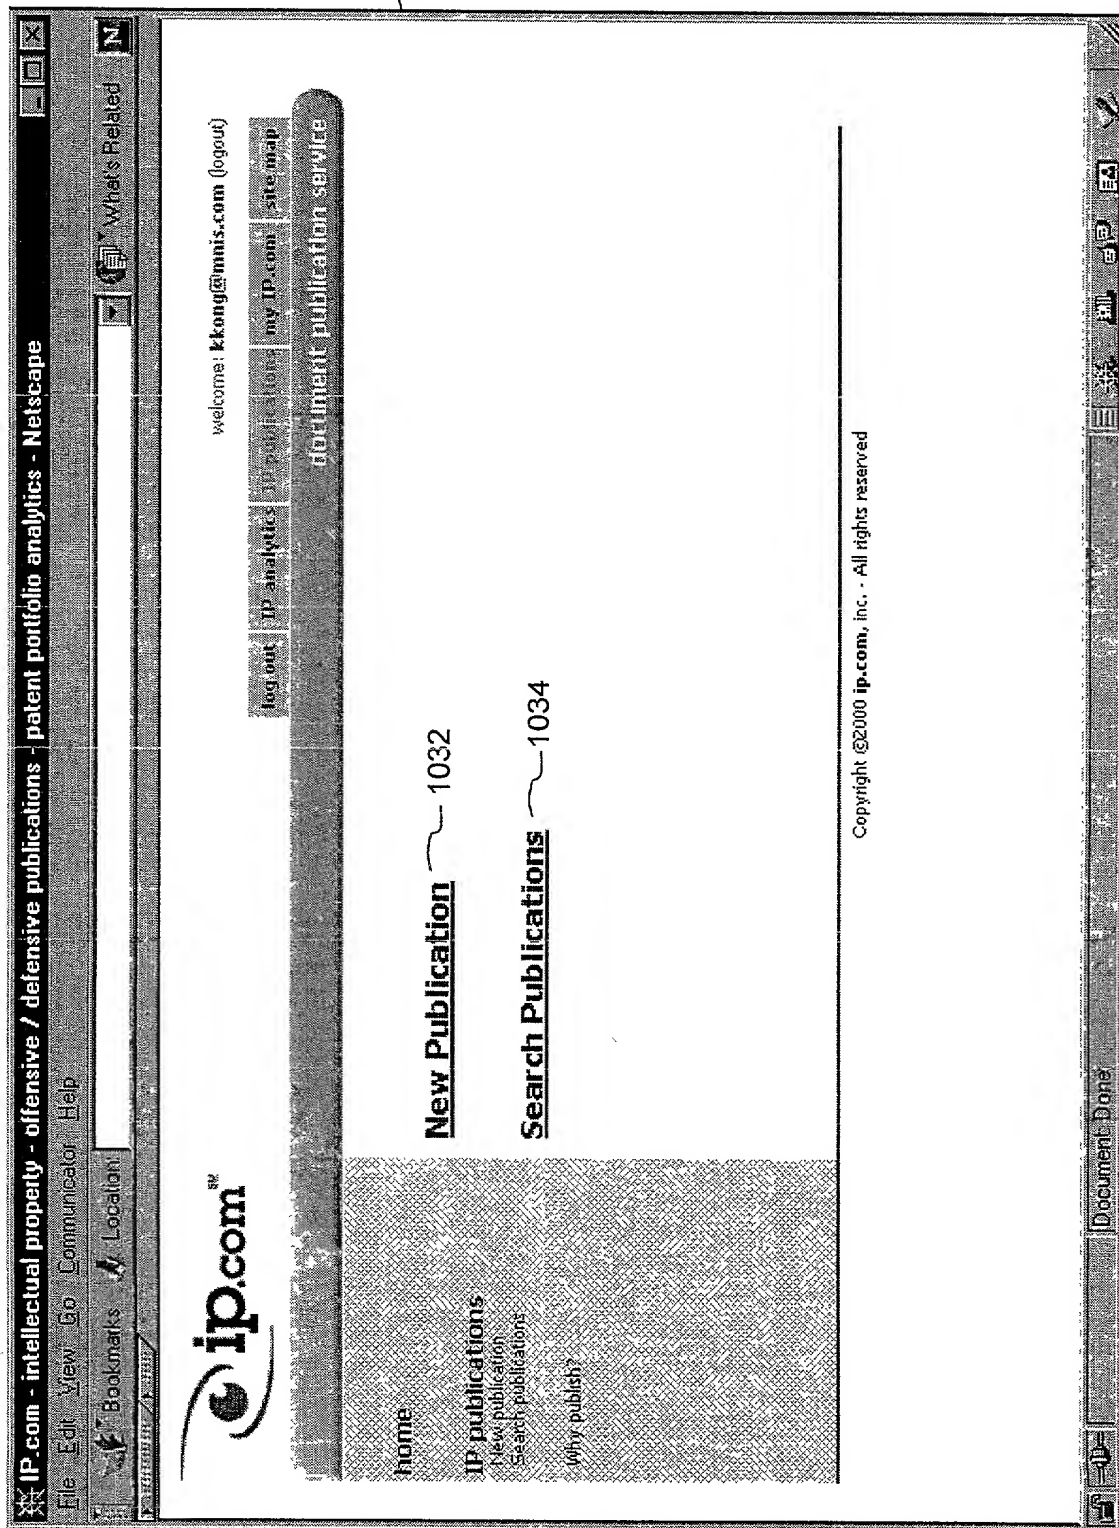 IP.com - intellectual property - offensive / defensive publications - patent portfolio analytics - Netscape
File Edit View Go Communicator Help
Bookmarks Location: What's Related N
ip.com SM
welcome: kkong@mnis.com (logout)
log out IP analytics IP publications my IP.com site map
document publication service
home
IP publications
New publication
Search publications
Why publish?
New Publication 1032
Search Publications 1034
Copyright ©2000 ip.com, inc. - All rights reserved
Document: Done